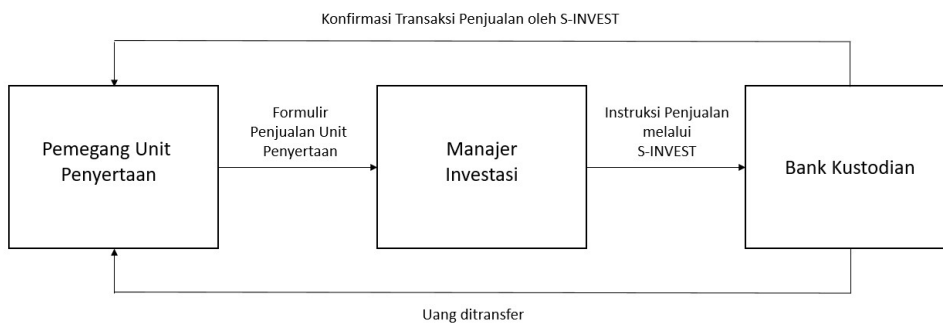 Konfirmasi Transaksi Penjualan oleh S-INVEST
Pemegang Unit
Penyertaan
Formulir
Penjualan Unit
Penyertaan
Manajer
Investasi
Instruksi Penjualan
melalui
S-INVEST
Bank Kustodian
Uang ditransfer